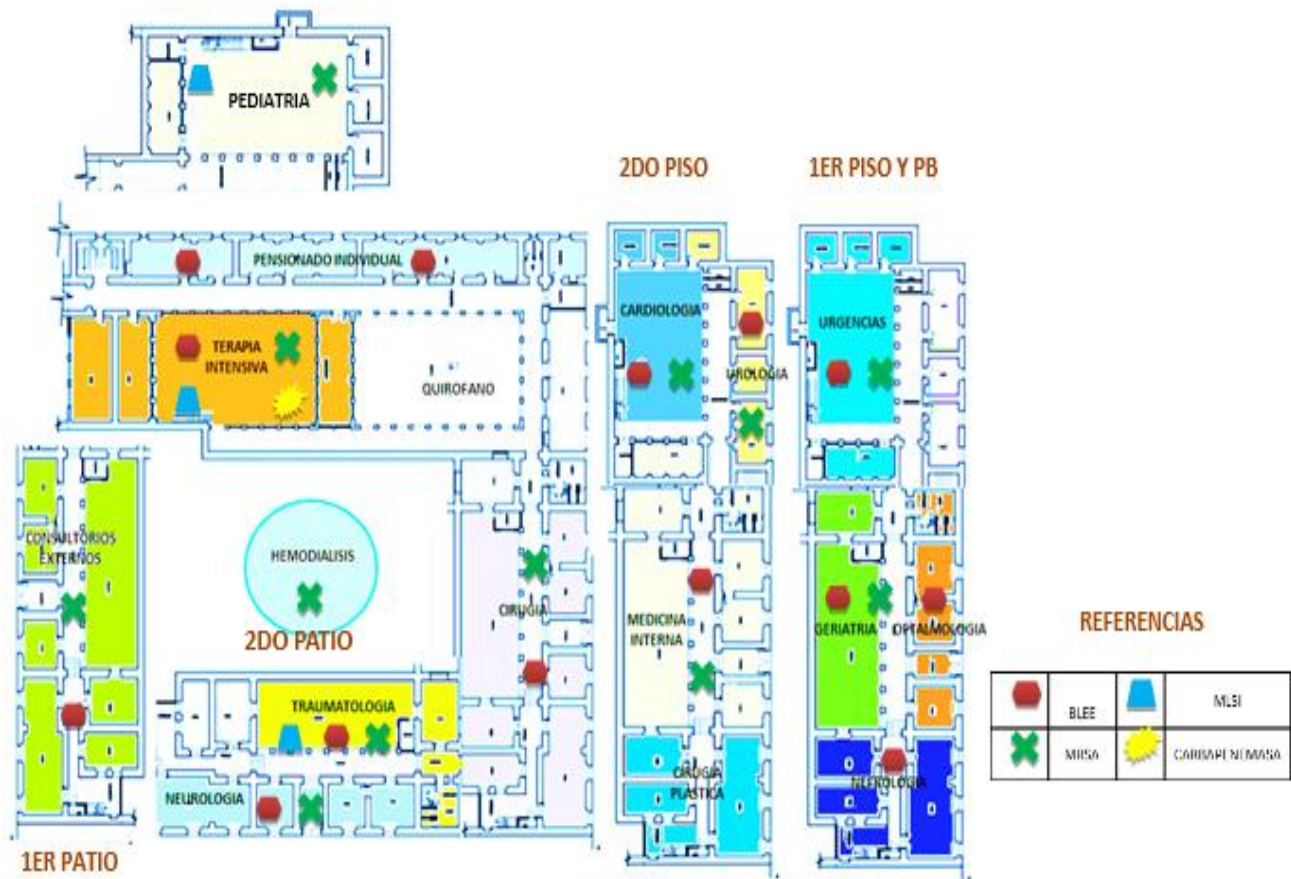 PEDIATRIA
2DO PISO
1ER PISO Y PB
PENSIONADO INDIVIDUAL
TERAPIA
INTENSIVA
QUIROFANO
CARDIOLOGIA
UROLOGIA
URGENCIAS
CONSULTORIOS
EXTERNOS
HEMODIALISIS
2DO PATIO
CIRUGIA
MEDICINA
INTERNA
GERIATRIA
OPTALMOLOGIA
REFERENCIAS
BLEE
MLSI
MRSA
CARBAPENEMASA
TRAUMATOLOGIA
NEUROLOGIA
CIRUGIA
PLASTICA
NEFROLOGIA
1ER PATIO